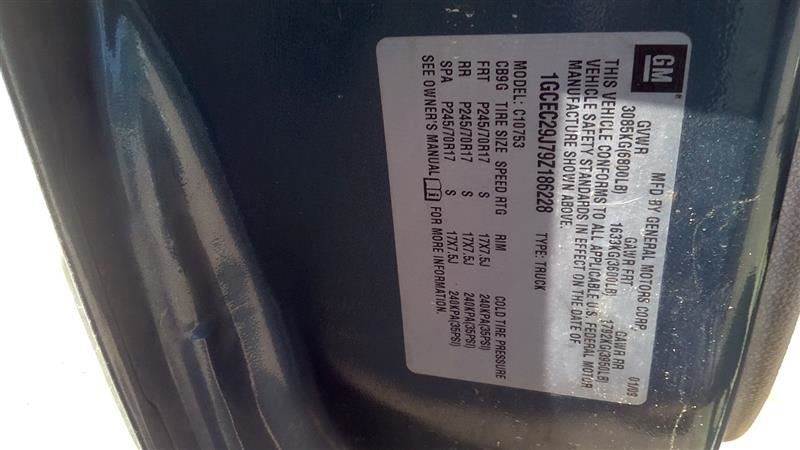 GM
MFD BY GENERAL MOTORS CORP 01/09
GVWR GAWR FRT GAWR RR
3085KG(6800LB) 1633KG(3600LB) 1792KG(3950LB)
THIS VEHICLE CONFORMS TO ALL APPLICABLE U.S. FEDERAL MOTOR
VEHICLE SAFETY STANDARDS IN EFFECT ON THE DATE OF
MANUFACTURE SHOWN ABOVE.
1GCEC29J79Z186228 TYPE: TRUCK
MODEL: C10753
CB9G TIRE SIZE SPEED RTG RIM COLD TIRE PRESSURE
FRT P245/70R17 S 17X7.5J 240KPA(35PSI)
RR P245/70R17 S 17X7.5J 240KPA(35PSI)
SPA P245/70R17 S 17X7.5J 240KPA(35PSI)
SEE OWNER'S MANUAL i FOR MORE INFORMATION.